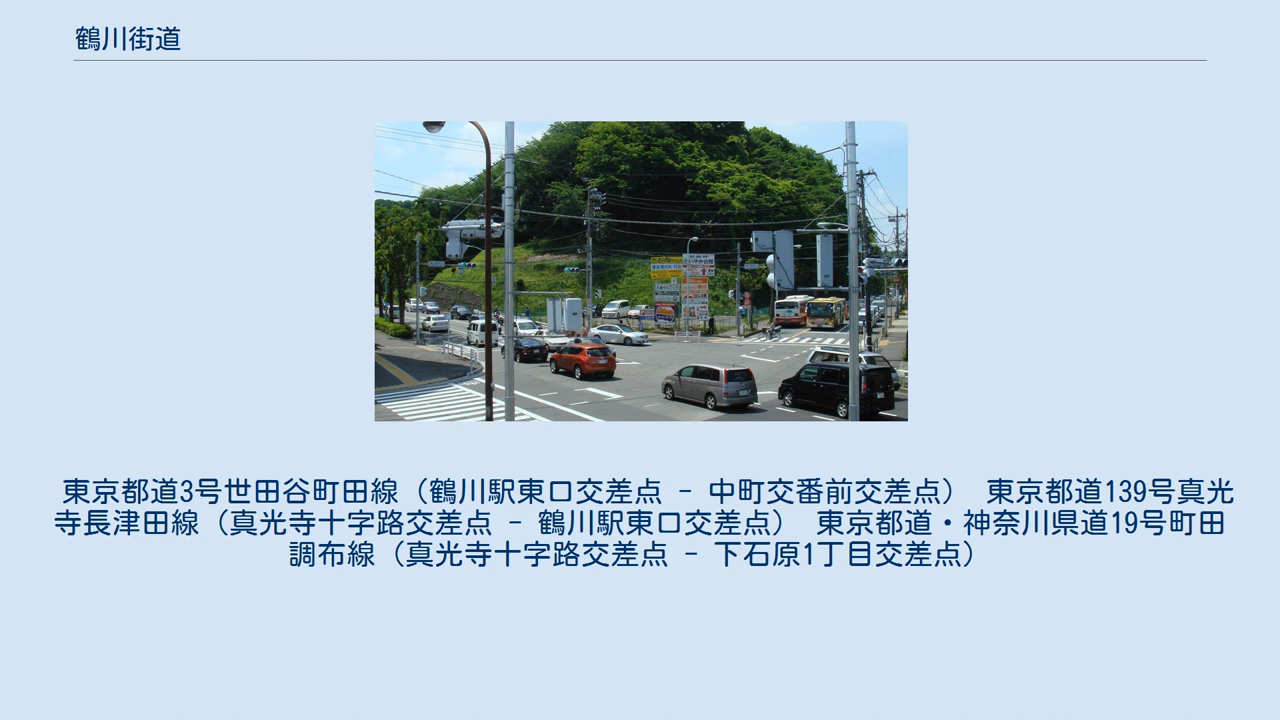 鶴川街道
東京都道3号世田谷町田線（鶴川駅東口交差点 - 中町交番前交差点） 東京都道139号真光
寺長津田線（真光寺十字路交差点 - 鶴川駅東口交差点） 東京都道・神奈川県道19号町田
調布線（真光寺十字路交差点 - 下石原1丁目交差点）